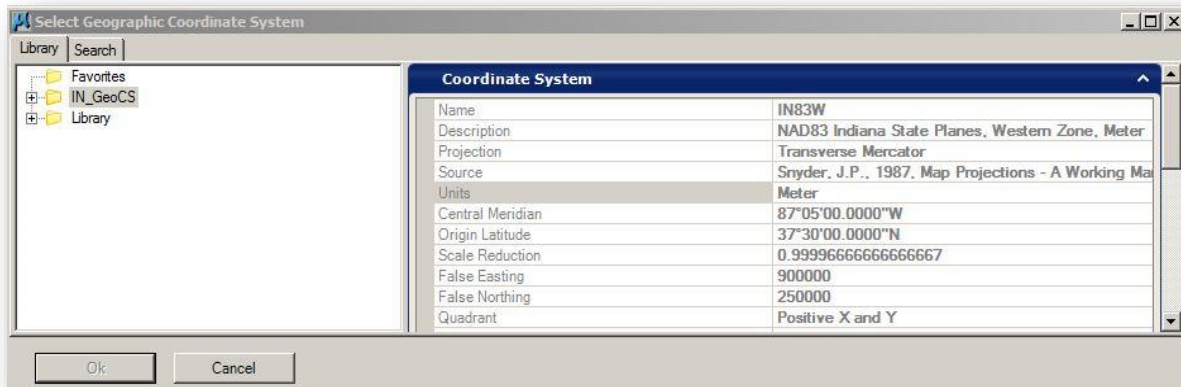 Select Geographic Coordinate System
Library Search
Favorites
IN_GeoCS
Library
Coordinate System
Name IN83W
Description NAD83 Indiana State Planes, Western Zone, Meter
Projection Transverse Mercator
Source Snyder, J.P., 1987, Map Projections - A Working Ma
Units Meter
Central Meridian 87°05'00.0000"W
Origin Latitude 37°30'00.0000"N
Scale Reduction 0.99996666666666667
False Easting 900000
False Northing 250000
Quadrant Positive X and Y
Ok Cancel